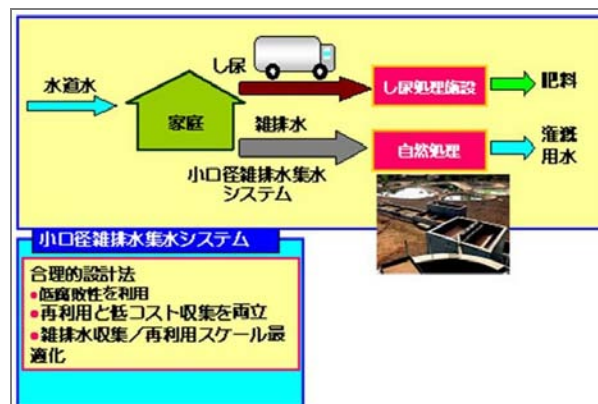 水道水
家庭
し尿
し尿処理施設
肥料
雑排水
小口径雑排水集水
システム
自然処理
灌漑
用水
小口径雑排水集水システム
合理的設計法
●低腐敗性を利用
●再利用と低コスト収集を両立
●雑排水収集／再利用スケール最
適化